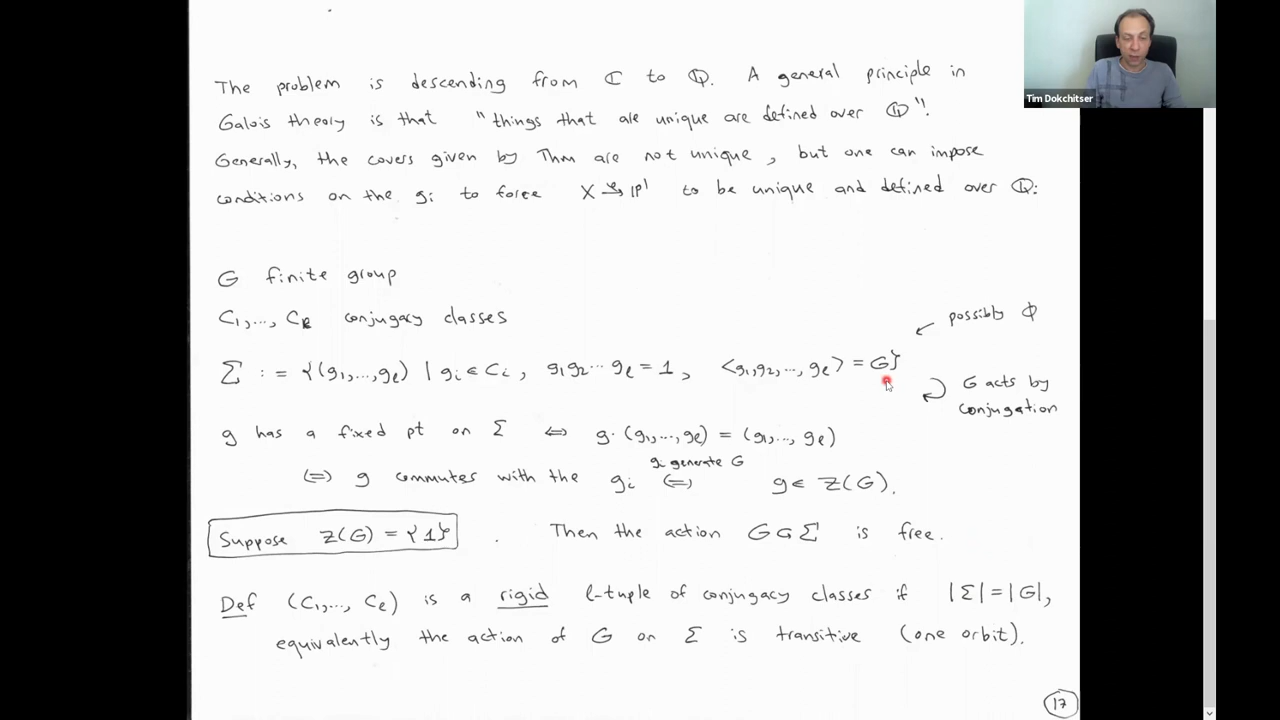 The problem is descending from ℂ to ℚ. A general principle in
Galois theory is that "things that are unique are defined over ℚ"!
Generally, the covers given by Thm are not unique, but one can impose
conditions on the gᵢ to force X →^φ ℙ¹ to be unique and defined over ℚ:
G finite group
C₁,..., Cℓ conjugacy classes
possibly ∅
Σ := {(g₁,...,gℓ) | gᵢ ∈ Cᵢ, g₁g₂⋯gℓ = 1, <g₁,g₂,...,gℓ> = G}
G acts by
conjugation
g has a fixed pt on Σ ⇔ g·(g₁,...,gℓ) = (g₁,...,gℓ)
⇔ g commutes with the gᵢ ⇔ g ∈ Z(G).
gᵢ generate G
Suppose Z(G) = {1}. Then the action G G Σ is free.
Def (C₁,..., Cℓ) is a rigid ℓ-tuple of conjugacy classes if |Σ|=|G|,
equivalently the action of G on Σ is transitive (one orbit).
17
Tim Dokchitser